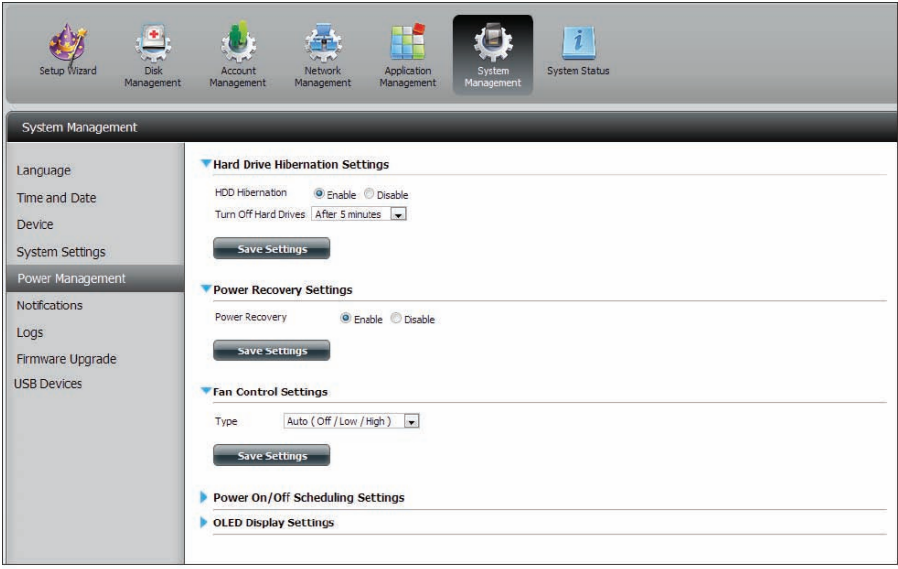 Setup Wizard
Disk
Management
Account
Management
Network
Management
Application
Management
System
Management
System Status
System Management
Language
Time and Date
Device
System Settings
Power Management
Notifications
Logs
Firmware Upgrade
USB Devices
Hard Drive Hibernation Settings
HDD Hibernation Enable Disable
Turn Off Hard Drives After 5 minutes
Save Settings
Power Recovery Settings
Power Recovery Enable Disable
Save Settings
Fan Control Settings
Type Auto ( Off / Low / High )
Save Settings
Power On/Off Scheduling Settings
OLED Display Settings